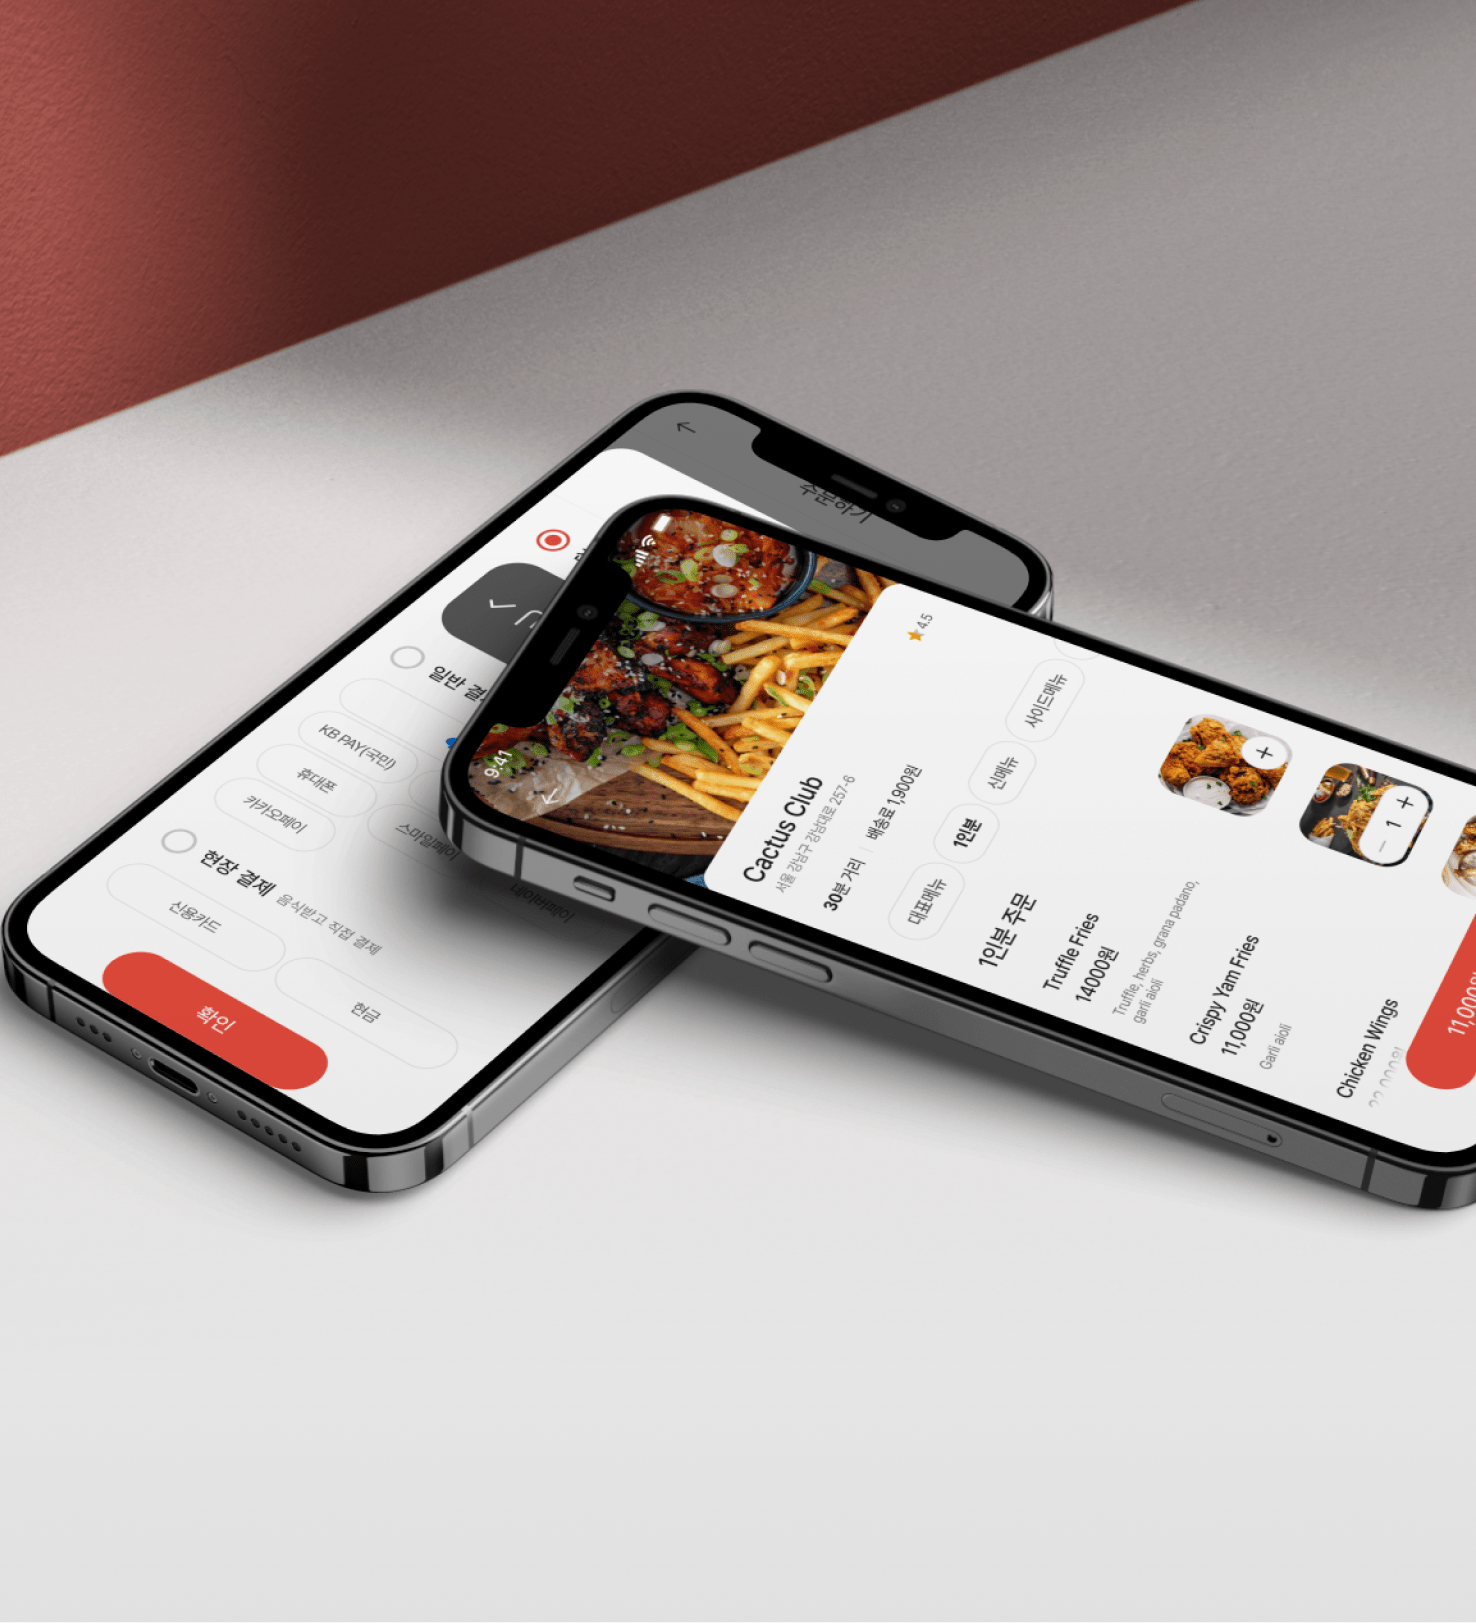 주문하기
일반 결
KB PAY(국민)
휴대폰
카카오페이
스마일페이
네이버페이
현장 결제 음식받고 직접 결제
신용카드
현금
확인
9:41
Cactus Club
4.5
서울 강남구 강남대로 257-6
30분 거리 | 배송료 1,900원
대표메뉴
1인분
신메뉴
사이드메뉴
1인분 주문
Truffle Fries
14000원
Truffle, herbs, grana padano,
garli aioli
+
Crispy Yam Fries
11,000원
Garli aioli
− 1 +
Chicken Wings
11,000원